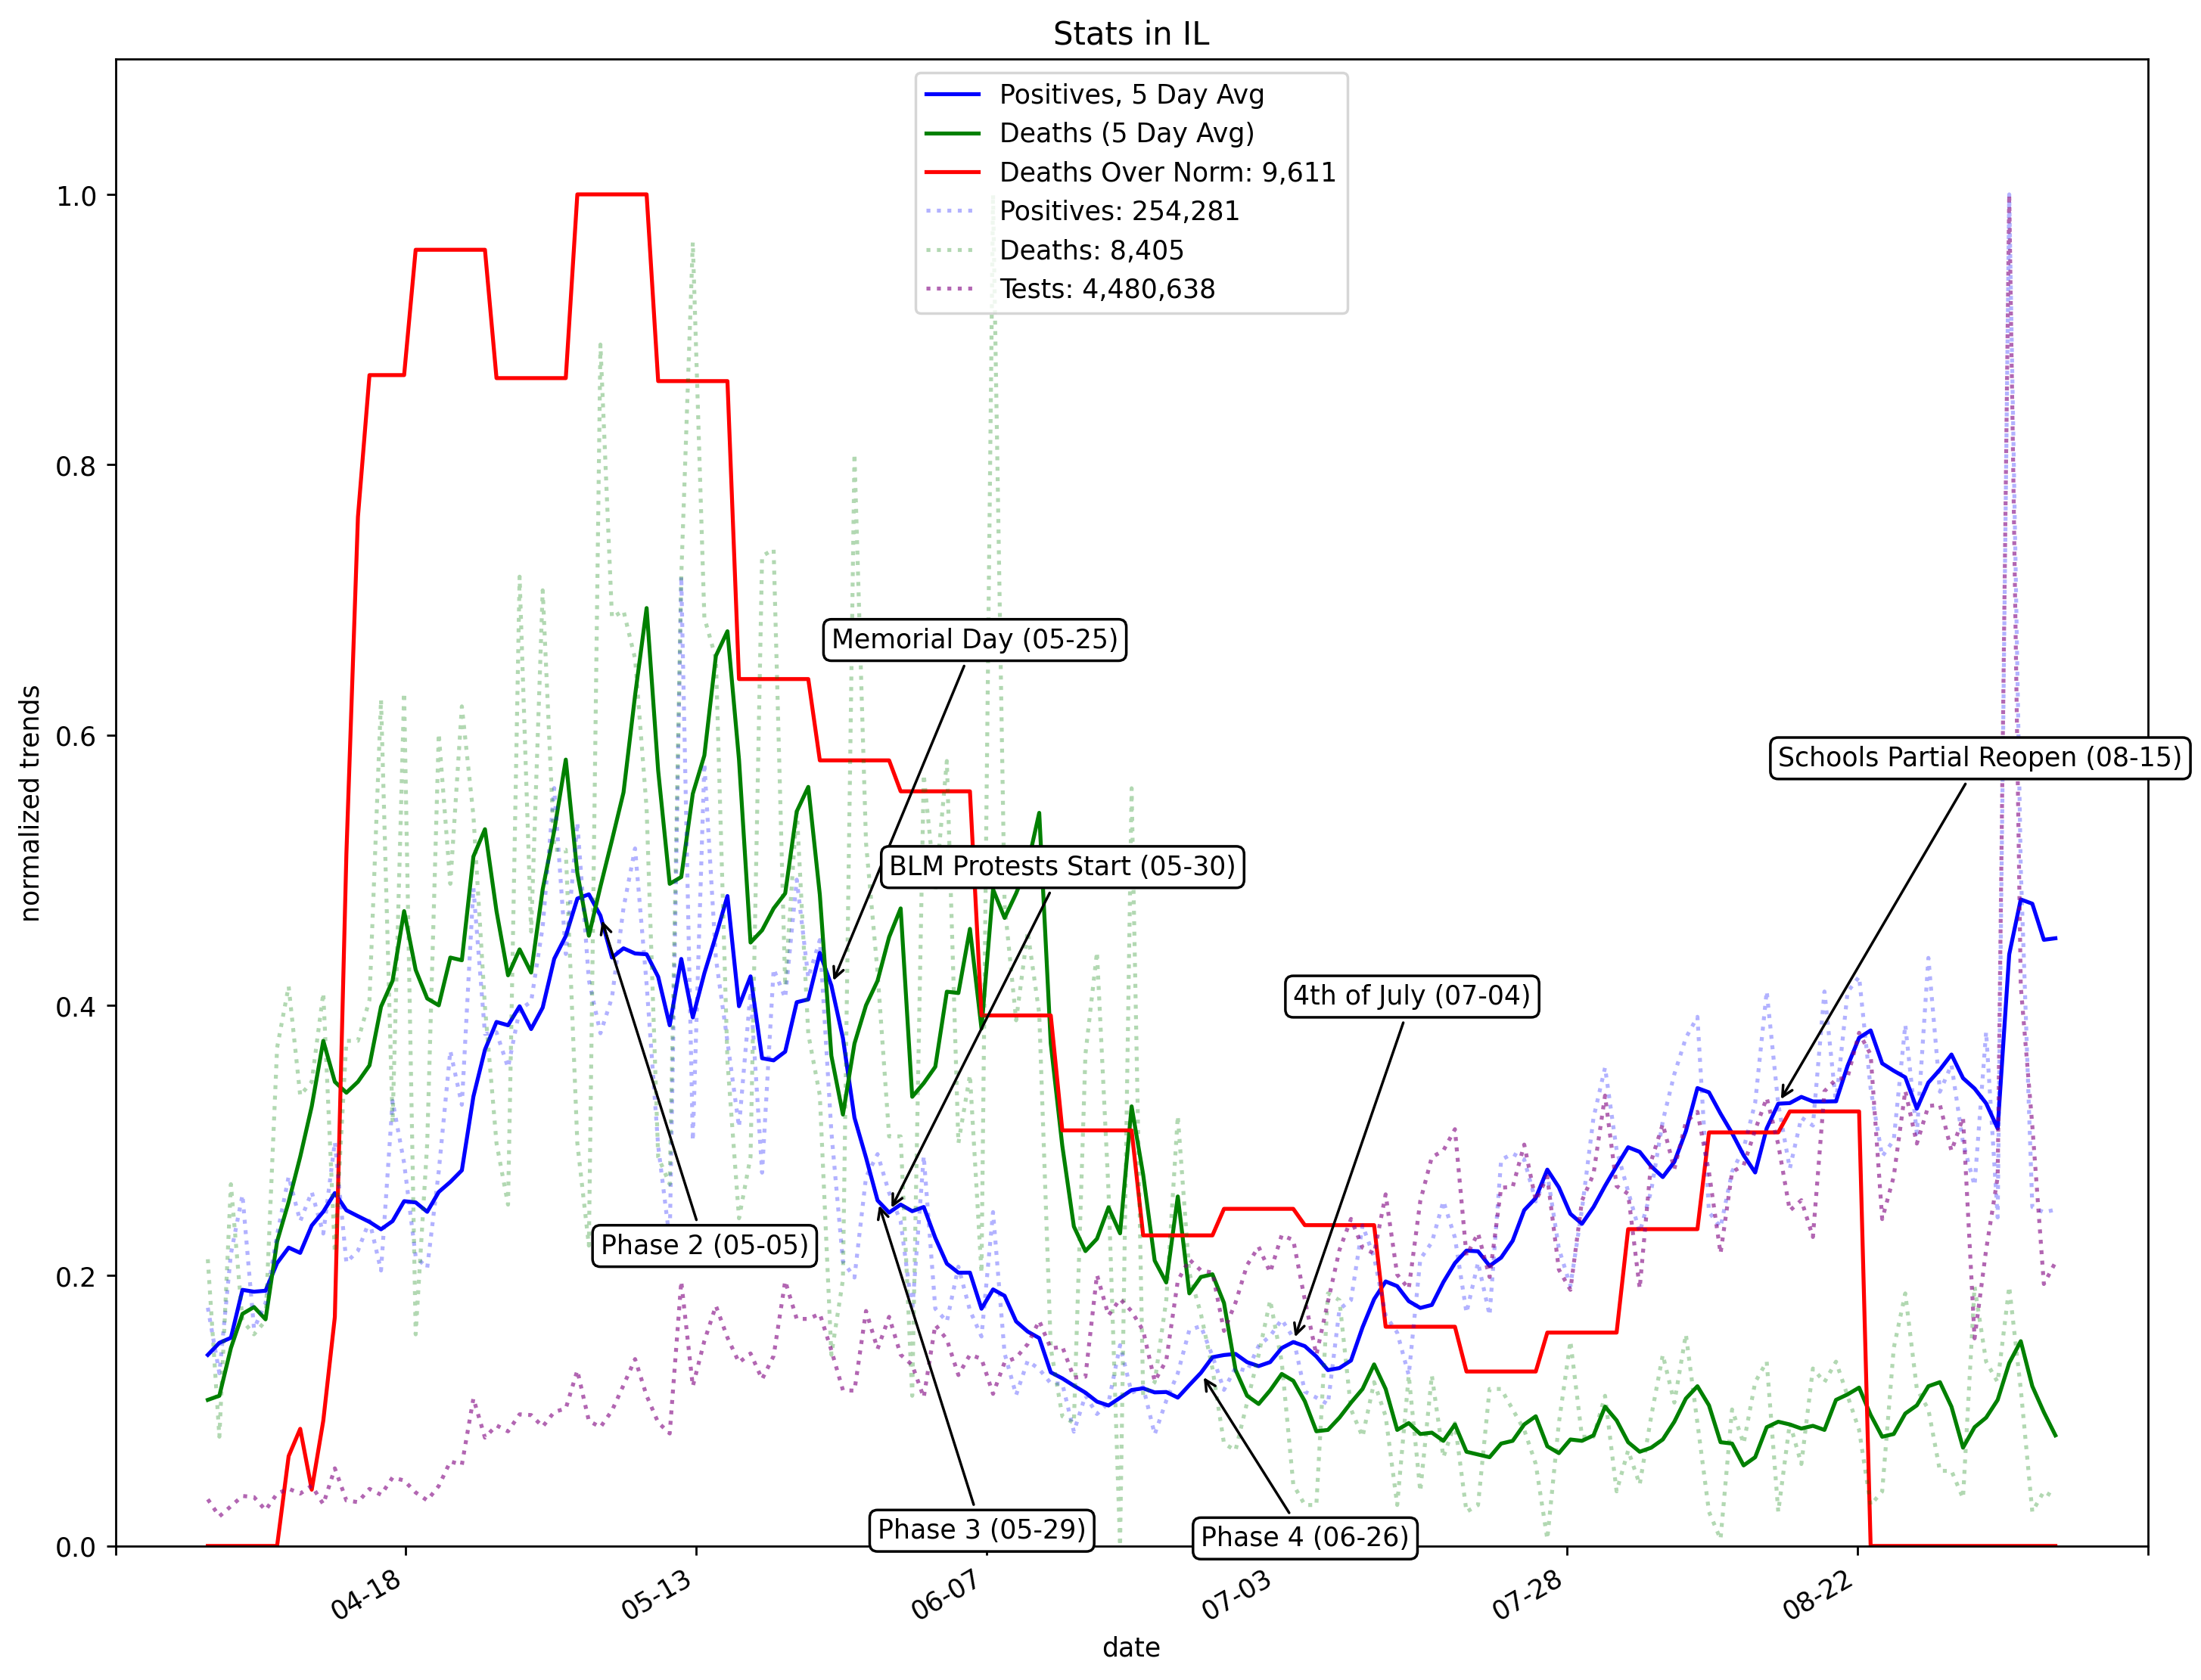 Stats in IL
Positives, 5 Day Avg
Deaths (5 Day Avg)
Deaths Over Norm: 9,611
Positives: 254,281
Deaths: 8,405
Tests: 4,480,638
1.0
0.8
0.6
0.4
0.2
0.0
normalized trends
Memorial Day (05-25)
Schools Partial Reopen (08-15)
BLM Protests Start (05-30)
4th of July (07-04)
Phase 2 (05-05)
Phase 3 (05-29)
Phase 4 (06-26)
04-18
05-13
06-07
07-03
07-28
08-22
date